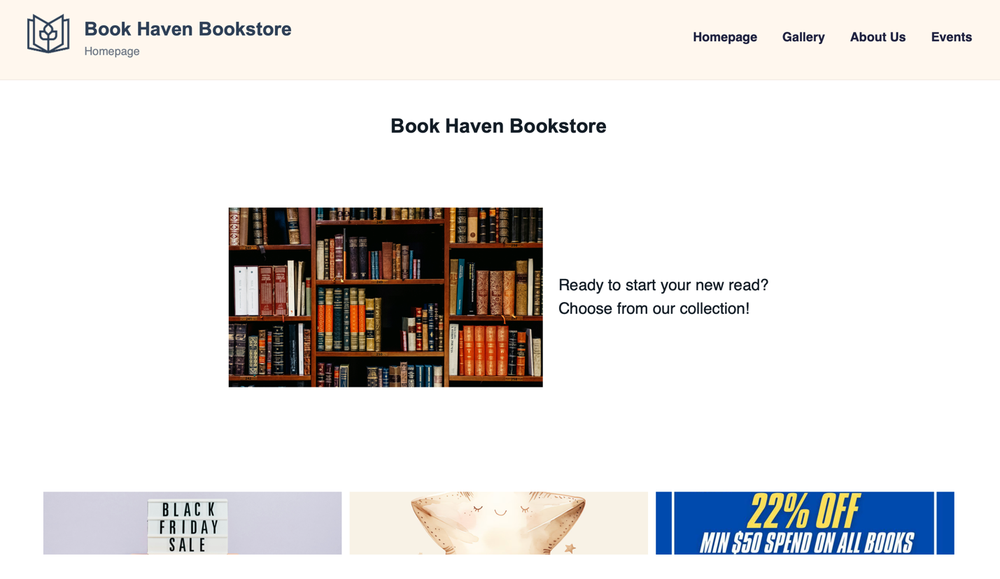 Book Haven Bookstore
Homepage
Homepage Gallery About Us Events
Book Haven Bookstore
Ready to start your new read?
Choose from our collection!
BLACK
FRIDAY
SALE
22% OFF
MIN $50 SPEND ON ALL BOOKS